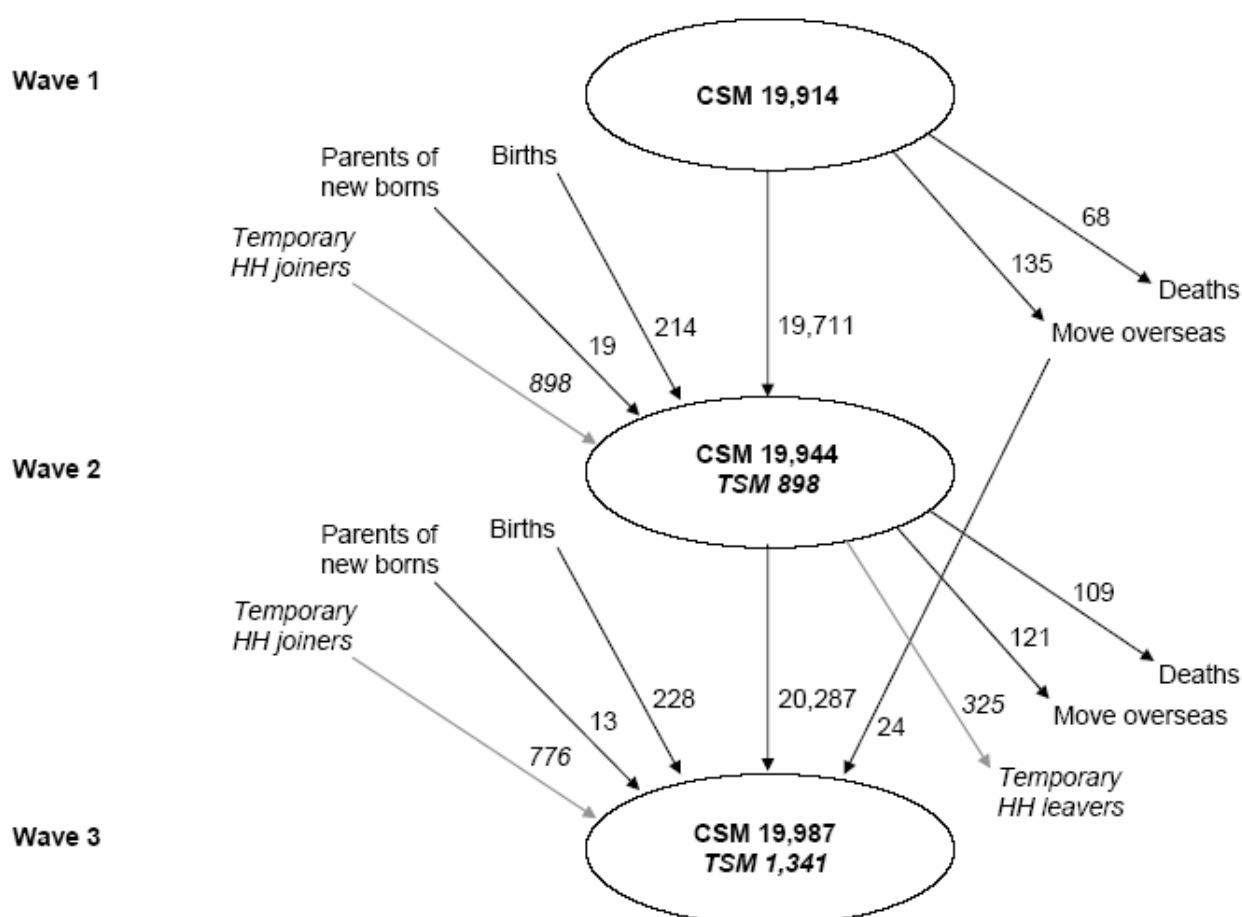 Wave 1
CSM 19,914
Parents of
new borns
Births
Temporary
HH joiners
68
135
Deaths
Move overseas
214
19,711
19
898
Wave 2
CSM 19,944
TSM 898
Parents of
new borns
Births
Temporary
HH joiners
109
121
Deaths
Move overseas
228
20,287
325
24
13
776
Temporary
HH leavers
Wave 3
CSM 19,987
TSM 1,341